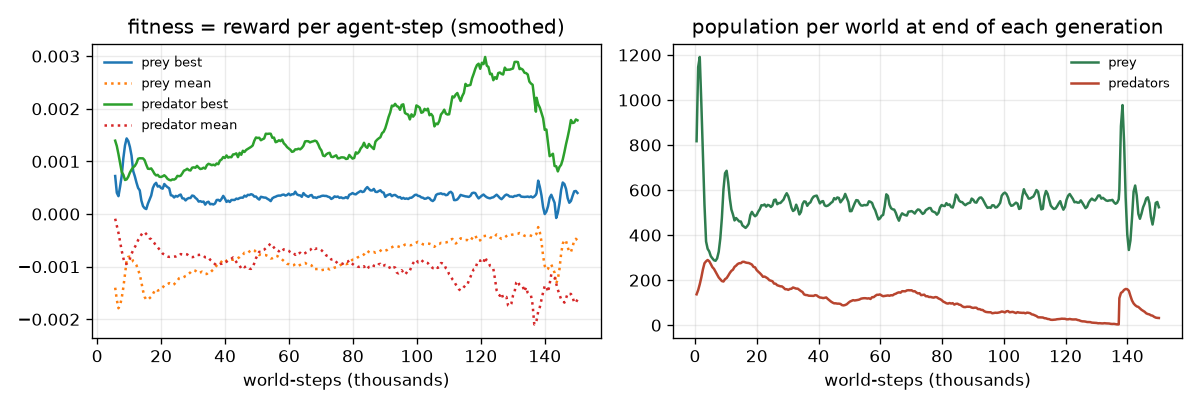 fitness = reward per agent-step (smoothed)
0.003
0.002
0.001
0.000
−0.001
−0.002
prey best
prey mean
predator best
predator mean
0
20
40
60
80
100
120
140
world-steps (thousands)
population per world at end of each generation
1200
1000
800
600
400
200
0
prey
predators
0
20
40
60
80
100
120
140
world-steps (thousands)